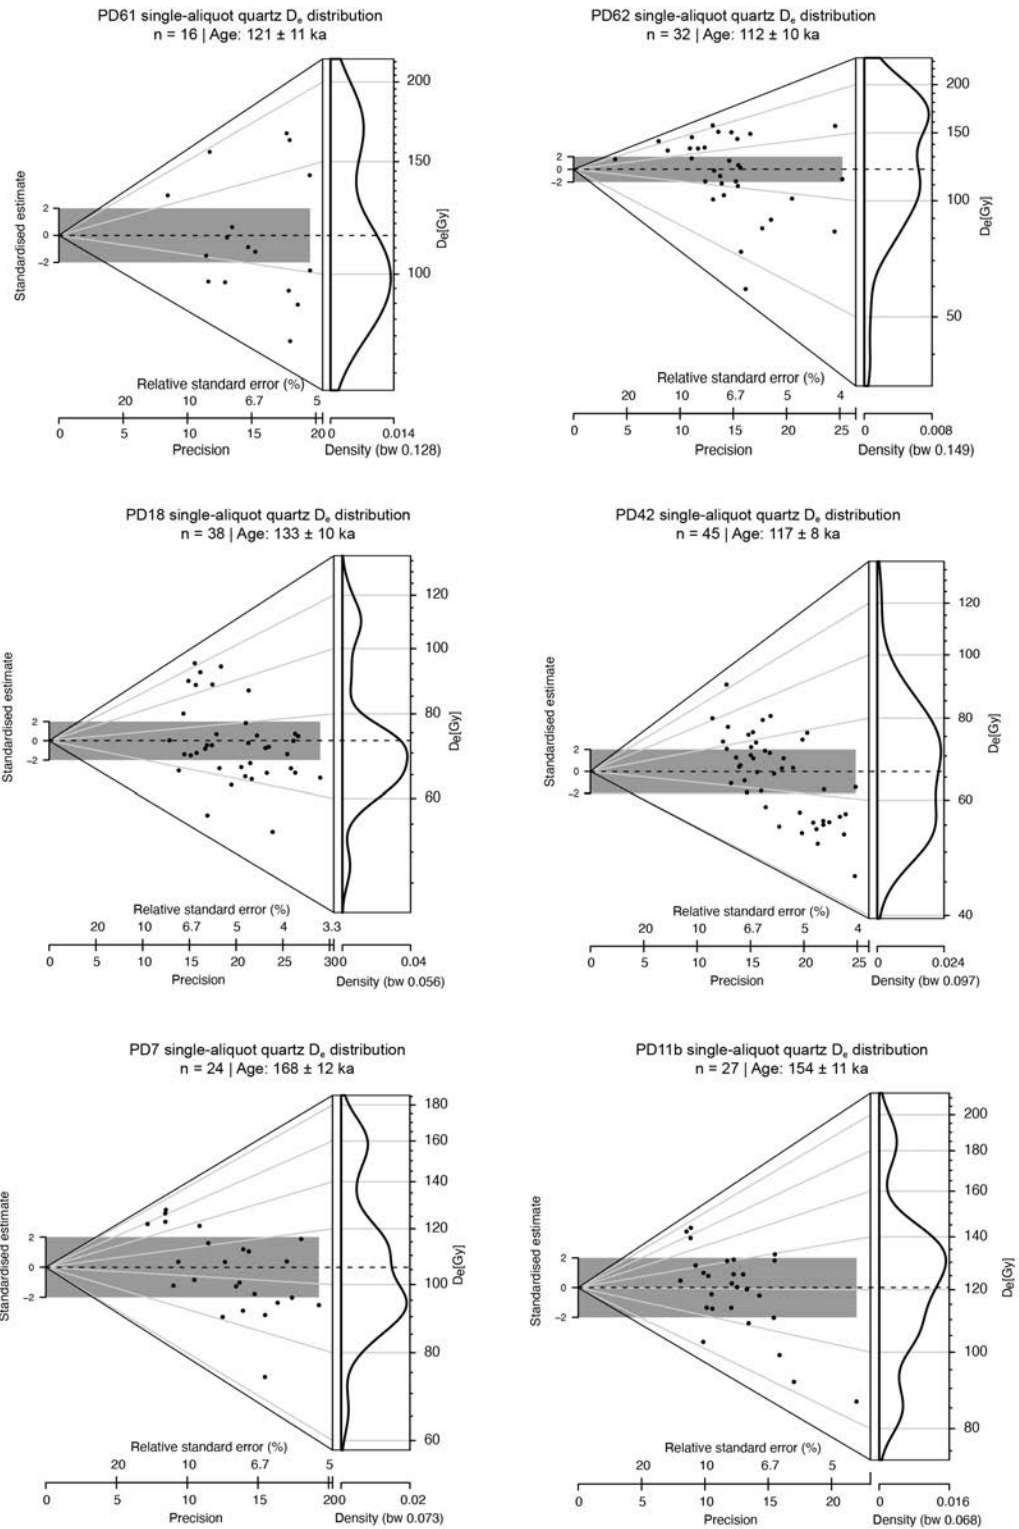 PD61 single-aliquot quartz De distribution
n = 16 | Age: 121 ± 11 ka
Standardised estimate
2
0
−2
200
150
100
De[Gy]
Relative standard error (%)
20 10 6.7 5
0 5 10 15 20 0 0.014
Precision Density (bw 0.128)
PD62 single-aliquot quartz De distribution
n = 32 | Age: 112 ± 10 ka
Standardised estimate
2
0
−2
200
150
100
50
De[Gy]
Relative standard error (%)
20 10 6.7 5 4
0 5 10 15 20 25 0 0.008
Precision Density (bw 0.149)
PD18 single-aliquot quartz De distribution
n = 38 | Age: 133 ± 10 ka
Standardised estimate
2
0
−2
120
100
80
60
De[Gy]
Relative standard error (%)
20 10 6.7 5 4 3.3
0 5 10 15 20 25 300 0.04
Precision Density (bw 0.056)
PD42 single-aliquot quartz De distribution
n = 45 | Age: 117 ± 8 ka
Standardised estimate
2
0
−2
120
100
80
60
40
De[Gy]
Relative standard error (%)
20 10 6.7 5 4
0 5 10 15 20 25 0 0.024
Precision Density (bw 0.097)
PD7 single-aliquot quartz De distribution
n = 24 | Age: 168 ± 12 ka
Standardised estimate
2
0
−2
180
160
140
120
100
80
60
De[Gy]
Relative standard error (%)
20 10 6.7 5
0 5 10 15 200 0.02
Precision Density (bw 0.073)
PD11b single-aliquot quartz De distribution
n = 27 | Age: 154 ± 11 ka
Standardised estimate
2
0
−2
200
180
160
140
120
100
80
De[Gy]
Relative standard error (%)
20 10 6.7 5
0 5 10 15 20 0 0.016
Precision Density (bw 0.068)